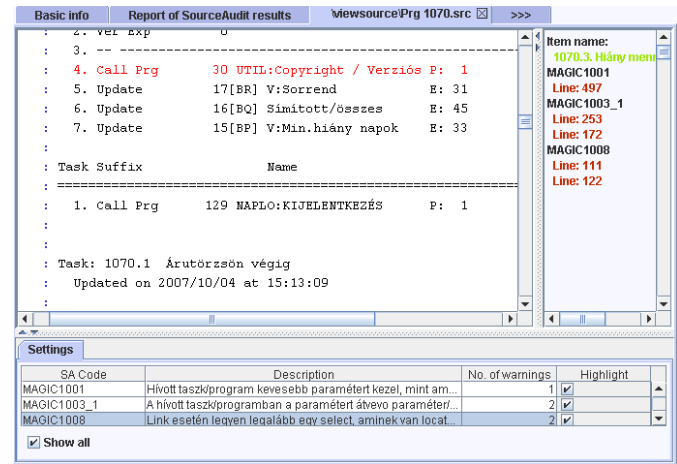 Basic info Report of SourceAudit results \viewsource\Prg 1070.src >>>
: 2. Ver Exp 0
: 3. -- --------------------------------------------------
: 4. Call Prg 30 UTIL:Copyright / Verziós P: 1
: 5. Update 17[BR] V:Sorrend E: 31
: 6. Update 16[BQ] Simított/összes E: 45
: 7. Update 15[BP] V:Min.hiány napok E: 33
:
: Task Suffix Name
: ==========================================================
: 1. Call Prg 129 NAPLO:KIJELENTKEZÉS P: 1
:
:
: Task: 1070.1 Árutörzsön végig
: Updated on 2007/10/04 at 15:13:09
:
Item name:
1070.3. Hiány menn
MAGIC1001
Line: 497
MAGIC1003_1
Line: 253
Line: 172
MAGIC1008
Line: 111
Line: 122
Settings
SA Code Description No. of warnings Highlight
MAGIC1001 Hívott taszk/program kevesebb paramétert kezel, mint am... 1
MAGIC1003_1 A hívott taszk/programban a paramétert átvevo paraméter/... 2
MAGIC1008 Link esetén legyen legalább egy select, aminek van locat... 2
Show all